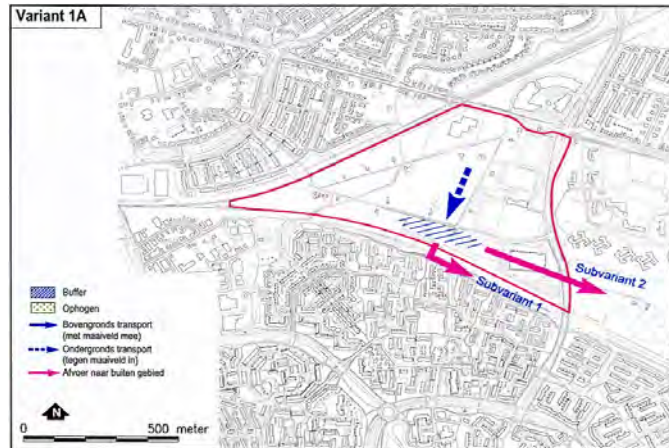 Variant 1A
Subvariant 2
Subvariant 1
Buffer
Ophogen
Bovengronds transport
(met maaiveld mee)
Ondergronds transport
(tegen maaiveld in)
Afvoer naar buiten gebied
N
0 500 meter